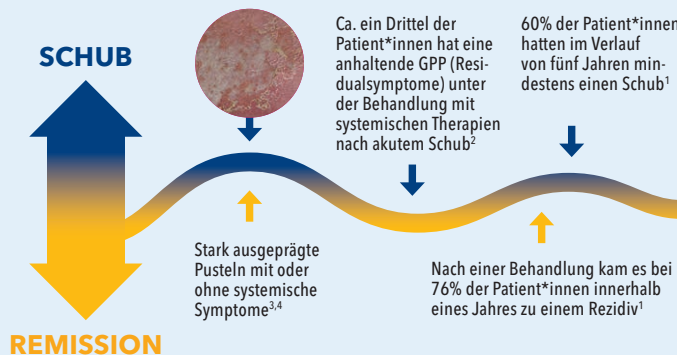 SCHUB
REMISSION
Stark ausgeprägte
Pusteln mit oder
ohne systemische
Symptome3,4
Ca. ein Drittel der
Patient*innen hat eine
anhaltende GPP (Resi-
dualsymptome) unter
der Behandlung mit
systemischen Therapien
nach akutem Schub2
60% der Patient*innen
hatten im Verlauf
von fünf Jahren min-
destens einen Schub1
Nach einer Behandlung kam es bei
76% der Patient*innen innerhalb
eines Jahres zu einem Rezidiv1